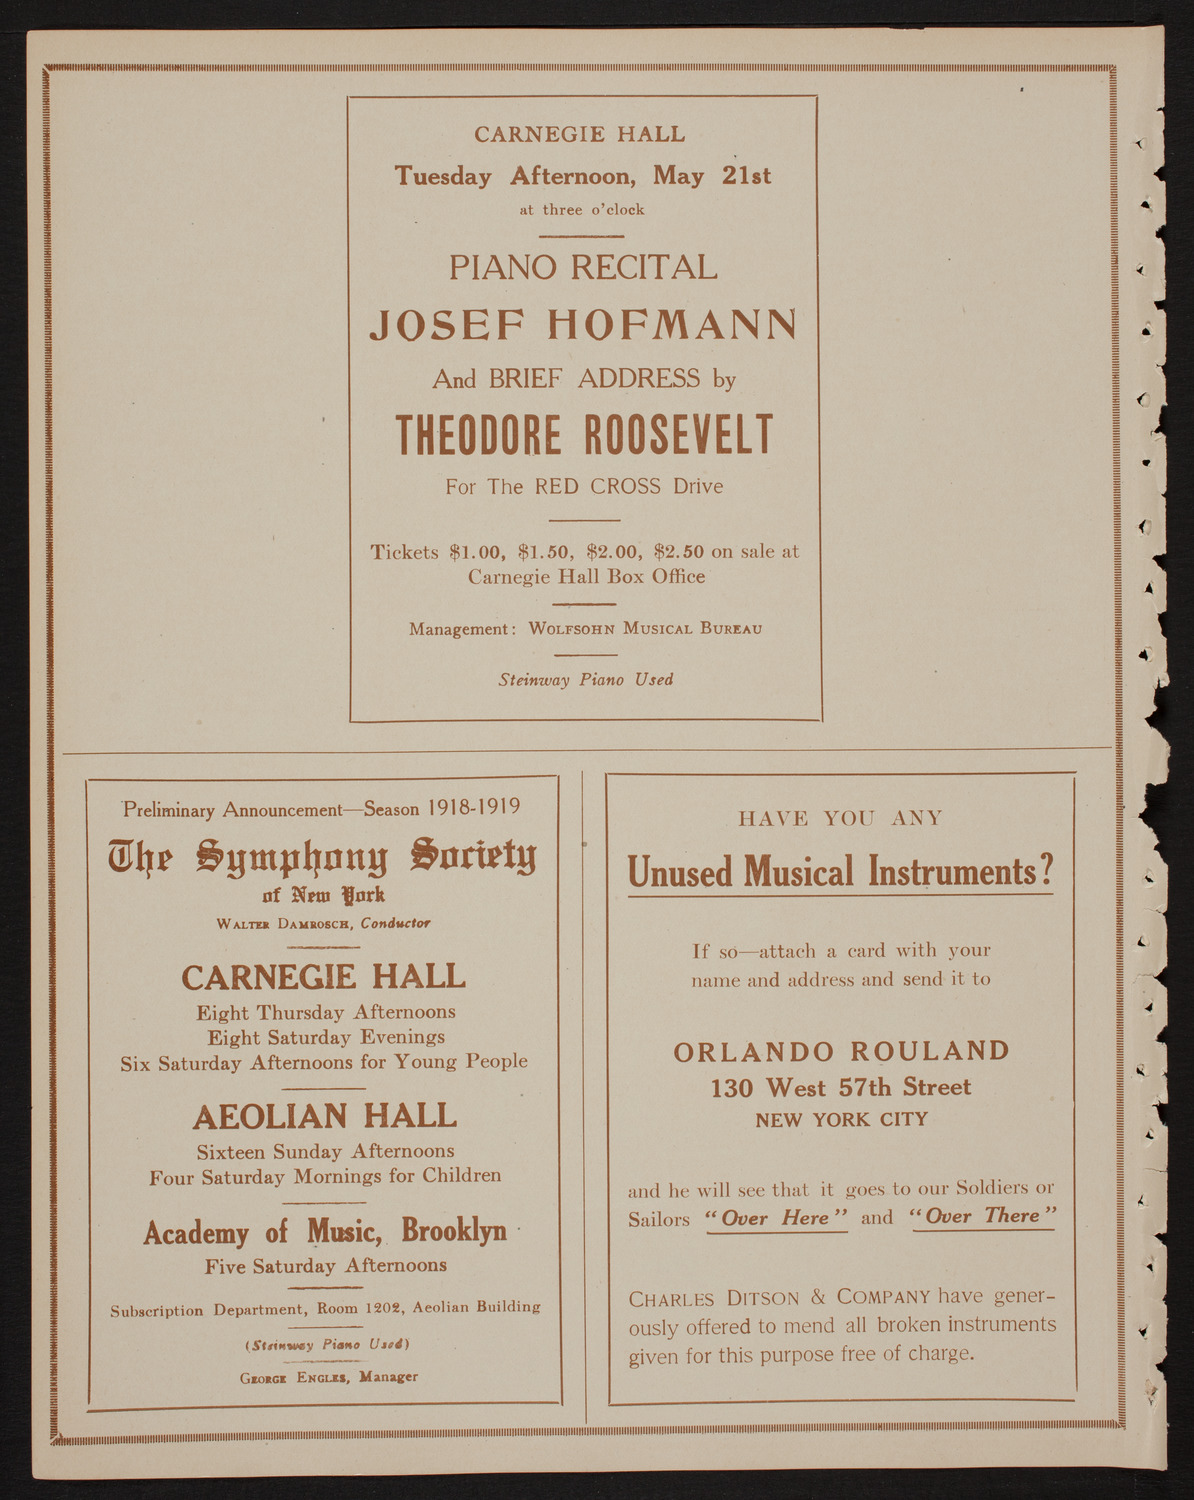 CARNEGIE HALL
Tuesday Afternoon, May 21st
at three o'clock
PIANO RECITAL
JOSEF HOFMANN
And BRIEF ADDRESS by
THEODORE ROOSEVELT
For The RED CROSS Drive
Tickets $1.00, $1.50, $2.00, $2.50 on sale at
Carnegie Hall Box Office
Management: WOLFSOHN MUSICAL BUREAU
Steinway Piano Used
Preliminary Announcement—Season 1918-1919
The Symphony Society
of New York
WALTER DAMROSCH, Conductor
CARNEGIE HALL
Eight Thursday Afternoons
Eight Saturday Evenings
Six Saturday Afternoons for Young People
AEOLIAN HALL
Sixteen Sunday Afternoons
Four Saturday Mornings for Children
Academy of Music, Brooklyn
Five Saturday Afternoons
Subscription Department, Room 1202, Aeolian Building
(Steinway Piano Used)
GEORGE ENGLES, Manager
HAVE YOU ANY
Unused Musical Instruments?
If so—attach a card with your
name and address and send it to
ORLANDO ROULAND
130 West 57th Street
NEW YORK CITY
and he will see that it goes to our Soldiers or
Sailors "Over Here" and "Over There"
CHARLES DITSON & COMPANY have gener-
ously offered to mend all broken instruments
given for this purpose free of charge.